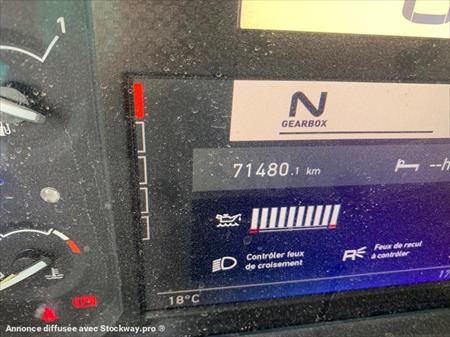 1
N
GEARBOX
71480.1 km
--h
Contrôler feux
de croisement
Feux de recul
à contrôler
18°C
Annonce diffusée avec Stockway.pro ®